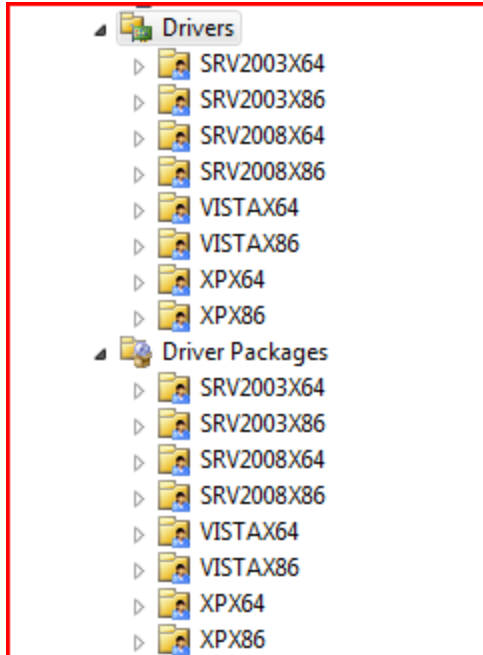 Drivers
SRV2003X64
SRV2003X86
SRV2008X64
SRV2008X86
VISTAX64
VISTAX86
XPX64
XPX86
Driver Packages
SRV2003X64
SRV2003X86
SRV2008X64
SRV2008X86
VISTAX64
VISTAX86
XPX64
XPX86